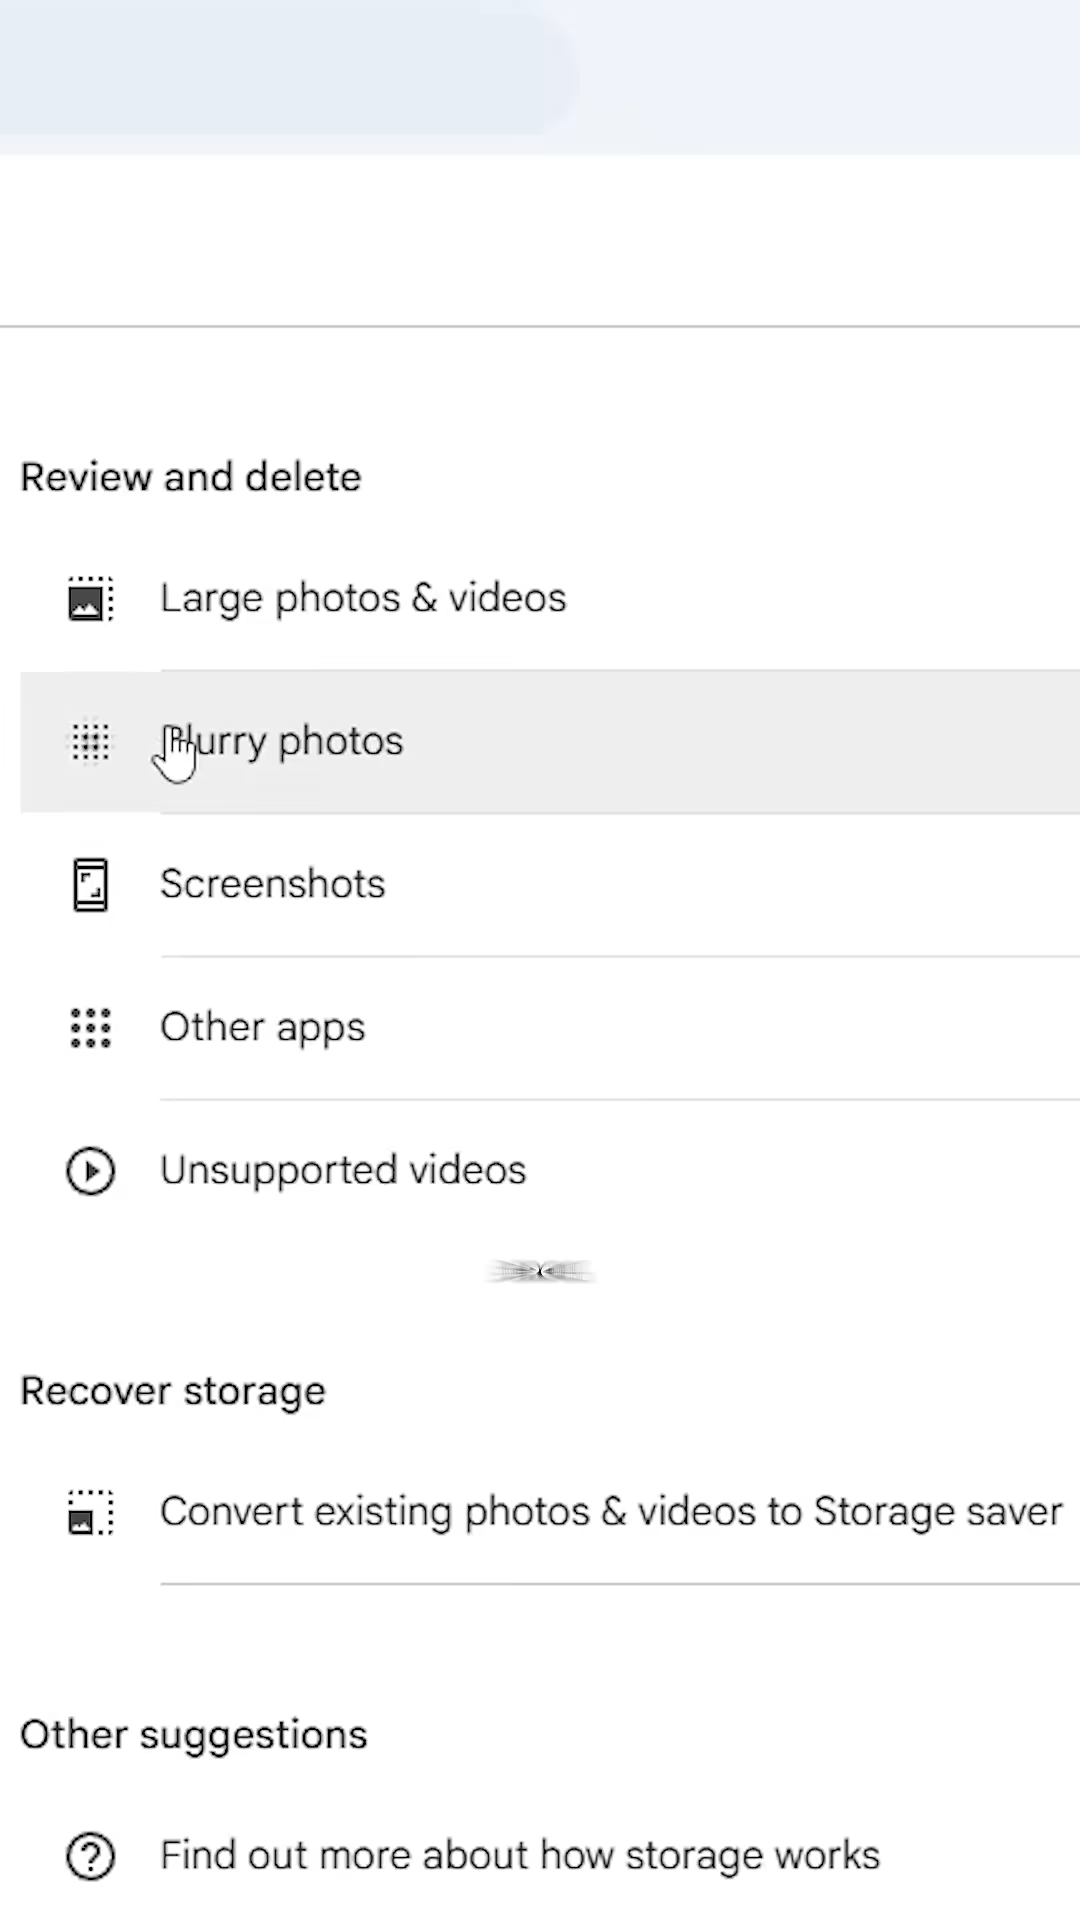 Review and delete
Large photos & videos
Blurry photos
Screenshots
Other apps
Unsupported videos
Recover storage
Convert existing photos & videos to Storage saver
Other suggestions
Find out more about how storage works